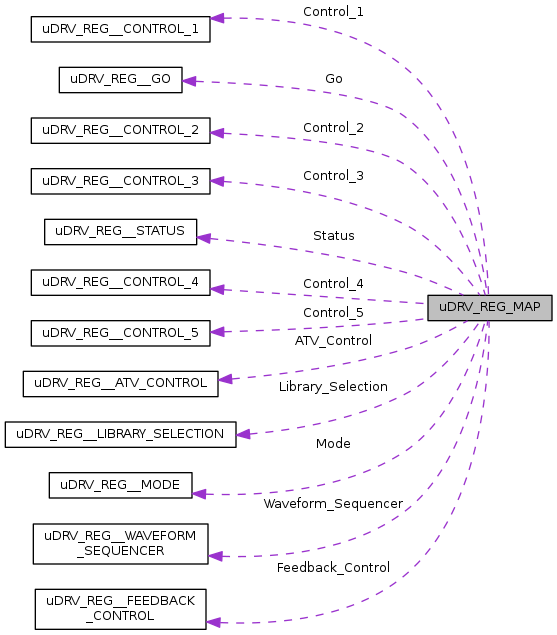 Control_1
uDRV_REG__CONTROL_1
Go
uDRV_REG__GO
Control_2
uDRV_REG__CONTROL_2
Control_3
uDRV_REG__CONTROL_3
Status
uDRV_REG__STATUS
Control_4
uDRV_REG__CONTROL_4
uDRV_REG_MAP
Control_5
uDRV_REG__CONTROL_5
ATV_Control
uDRV_REG__ATV_CONTROL
Library_Selection
uDRV_REG__LIBRARY_SELECTION
Mode
uDRV_REG__MODE
Waveform_Sequencer
uDRV_REG__WAVEFORM
_SEQUENCER
Feedback_Control
uDRV_REG__FEEDBACK
_CONTROL